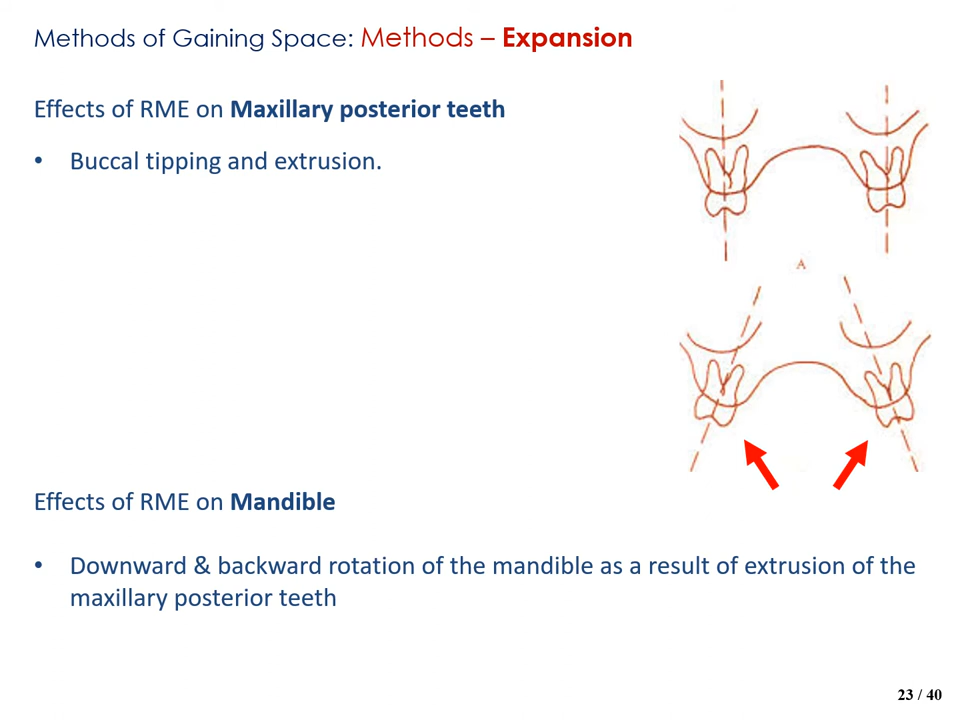 Methods of Gaining Space: Methods – Expansion
Effects of RME on Maxillary posterior teeth
• Buccal tipping and extrusion.
A
Effects of RME on Mandible
• Downward & backward rotation of the mandible as a result of extrusion of the
maxillary posterior teeth
23 / 40